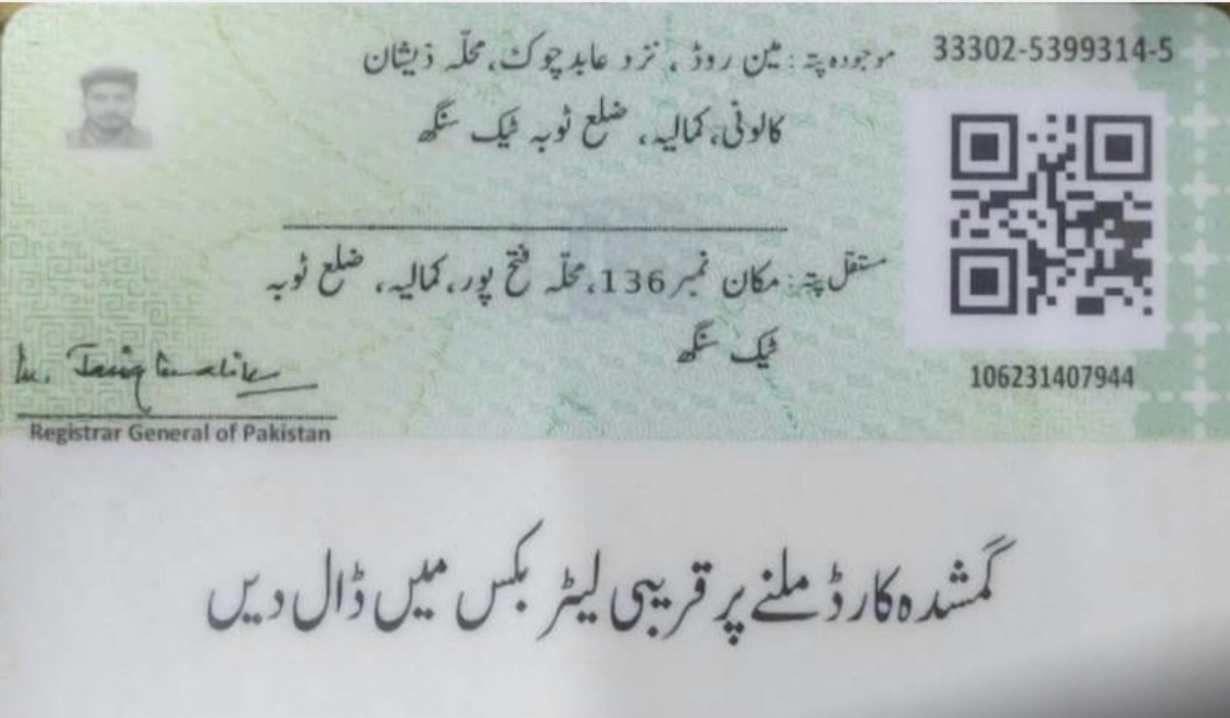 موجودہ پتہ: مین روڈ، نزد عابد چوک، محلّہ ذیشان
کالونی، کمالیہ، ضلع ٹوبہ ٹیک سنگھ
33302-5399314-5
مستقل پتہ: مکان نمبر 136، محلّہ فتح پور، کمالیہ، ضلع ٹوبہ
ٹیک سنگھ
106231407944
Registrar General of Pakistan
گمشدہ کارڈ ملنے پر قریبی لیٹر بکس میں ڈال دیں